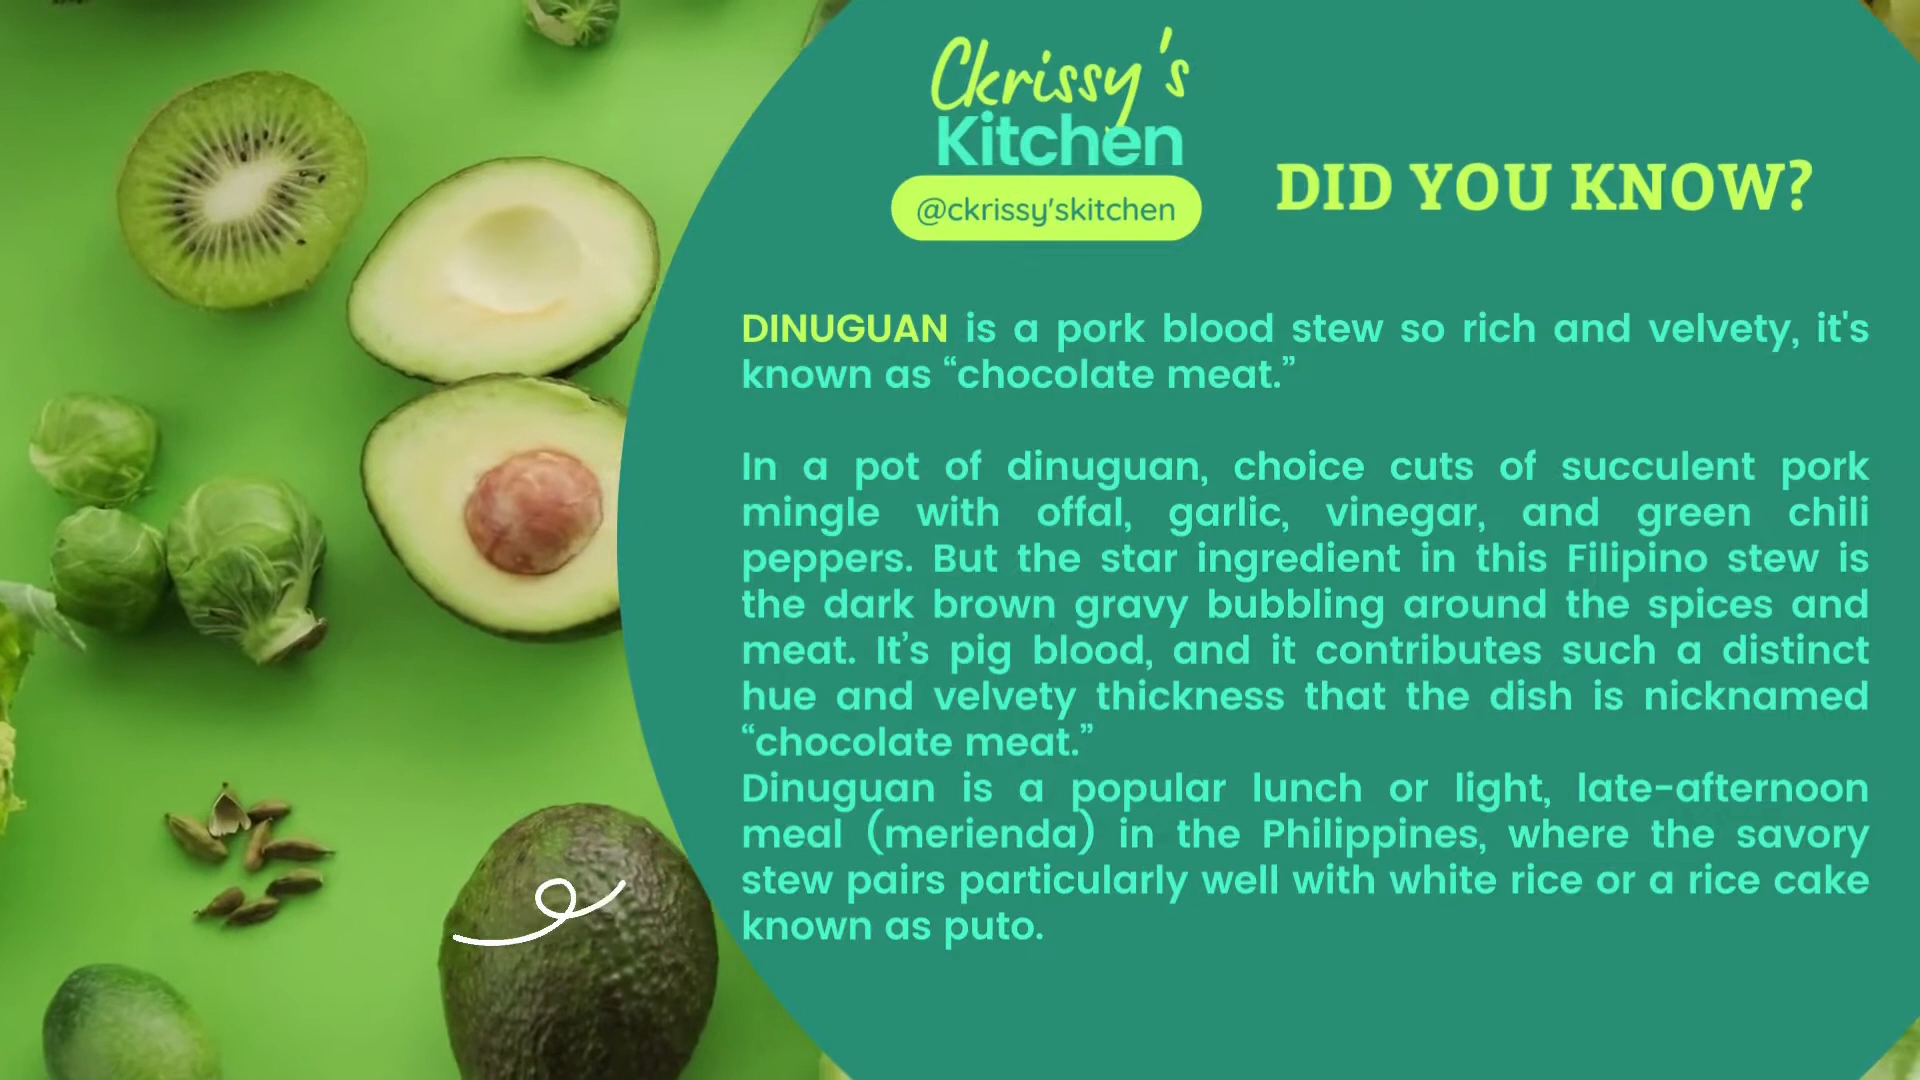 Ckrissy's
Kitchen
@ckrissy'skitchen
DID YOU KNOW?
DINUGUAN is a pork blood stew so rich and velvety, it's
known as “chocolate meat.”
In a pot of dinuguan, choice cuts of succulent pork
mingle with offal, garlic, vinegar, and green chili
peppers. But the star ingredient in this Filipino stew is
the dark brown gravy bubbling around the spices and
meat. It’s pig blood, and it contributes such a distinct
hue and velvety thickness that the dish is nicknamed
“chocolate meat.”
Dinuguan is a popular lunch or light, late-afternoon
meal (merienda) in the Philippines, where the savory
stew pairs particularly well with white rice or a rice cake
known as puto.